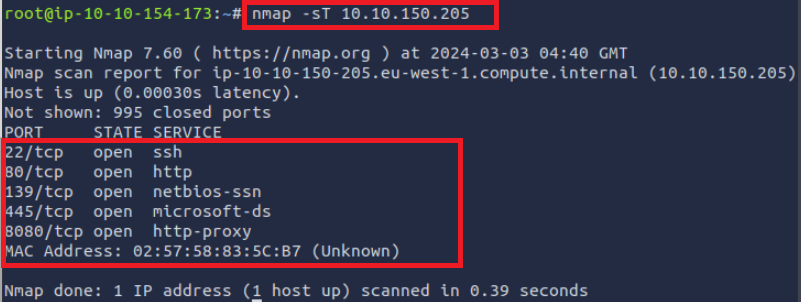 root@ip-10-10-154-173:~# nmap -sT 10.10.150.205
Starting Nmap 7.60 ( https://nmap.org ) at 2024-03-03 04:40 GMT
Nmap scan report for ip-10-10-150-205.eu-west-1.compute.internal (10.10.150.205)
Host is up (0.00030s latency).
Not shown: 995 closed ports
PORT     STATE SERVICE
22/tcp   open  ssh
80/tcp   open  http
139/tcp  open  netbios-ssn
445/tcp  open  microsoft-ds
8080/tcp open  http-proxy
MAC Address: 02:57:58:83:5C:B7 (Unknown)
Nmap done: 1 IP address (1 host up) scanned in 0.39 seconds